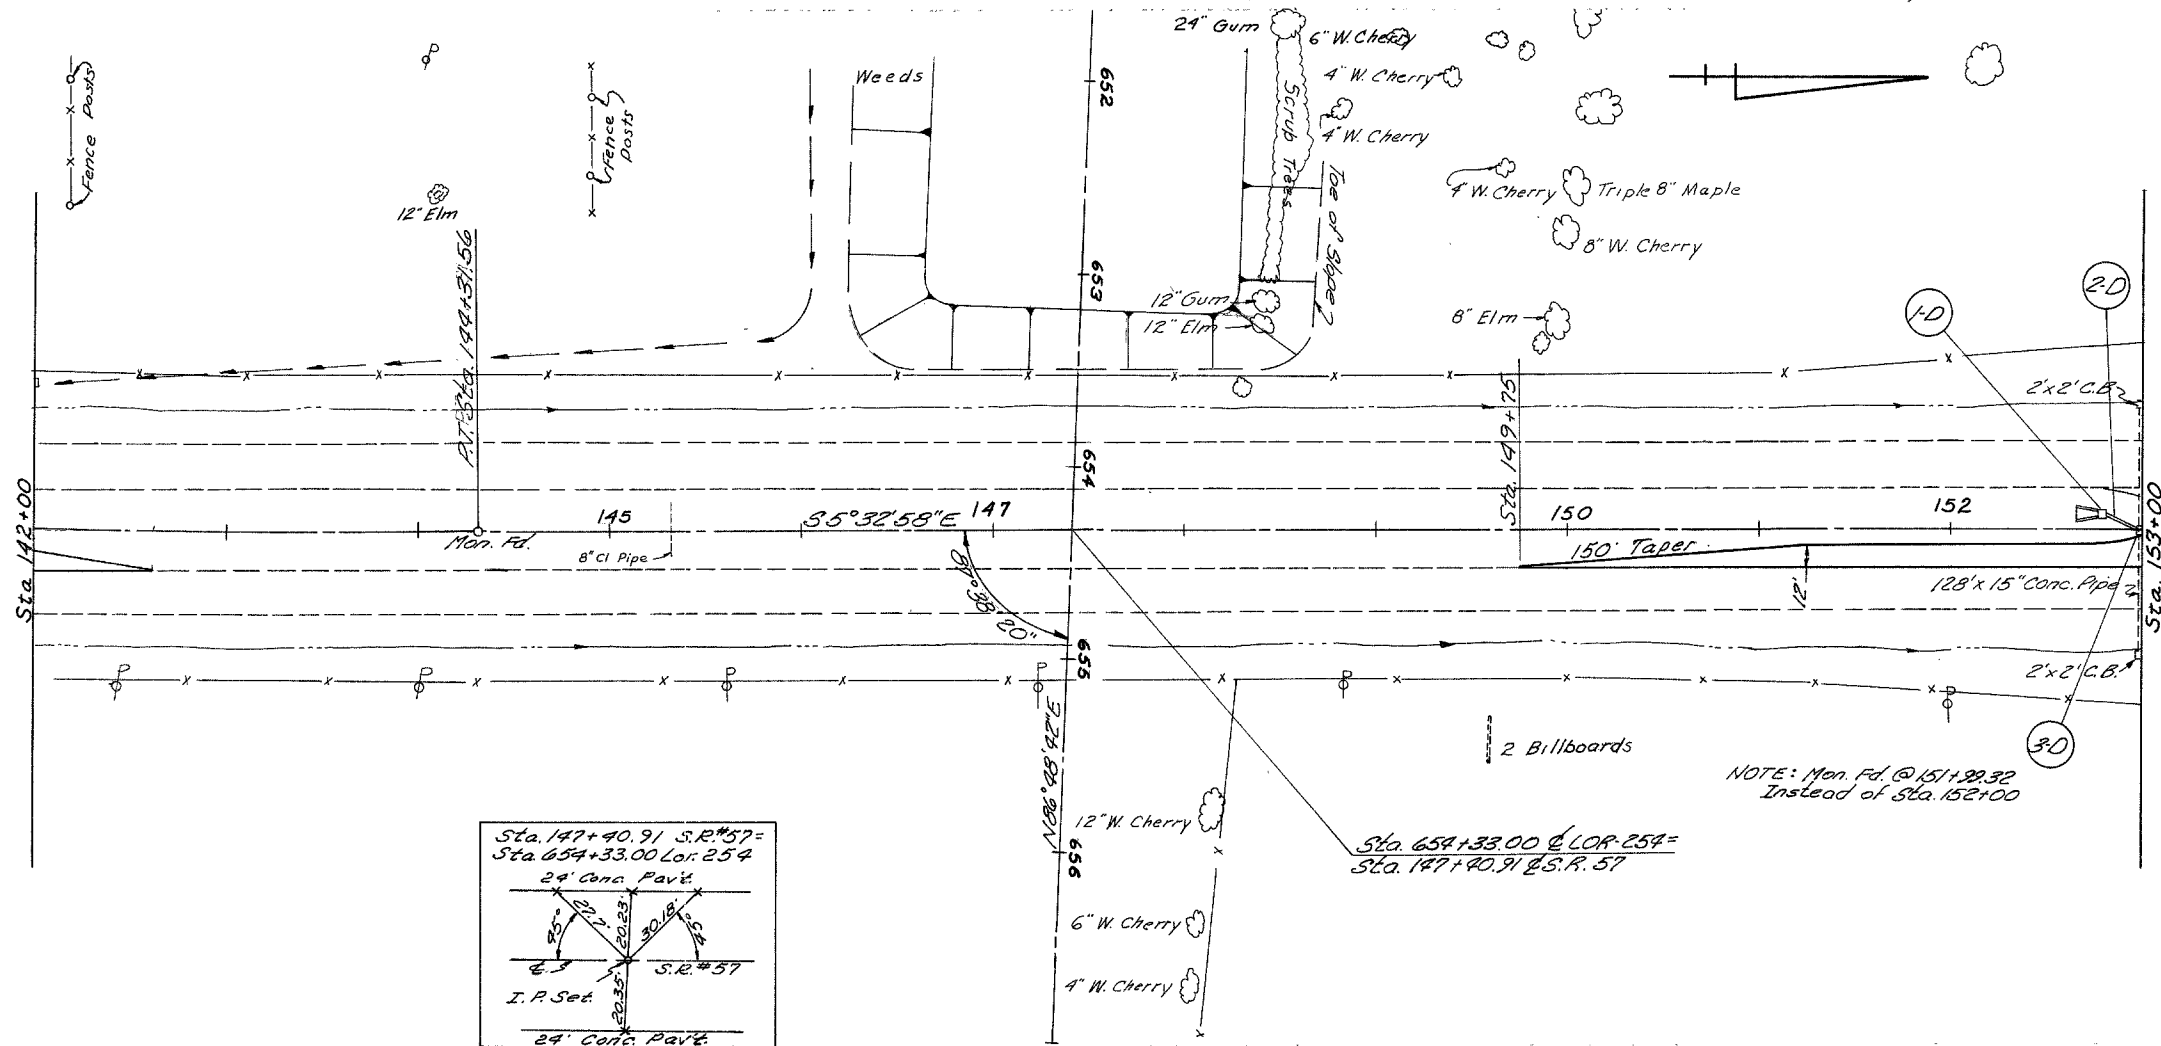 24" Gum
6" W. Cherry
4" W. Cherry
4" W. Cherry
4" W. Cherry
Triple 8" Maple
8" W. Cherry
Scrub Trees
Toe of Slope
Fence Posts
P
Fence Posts
Weeds
652
12" Elm
P.T. Sta. 144+31.56
653
12" Gum
12" Elm
8" Elm
1-D
2-D
2'x2' C.B.
Sta. 149+75
654
Sta 142+00
145
S 5° 32' 58" E
147
150
152
Sta. 153+00
Mon. Fd.
8" CI Pipe
150' Taper
12'
128' x 15" Conc. Pipe
655
P
P
P
P
P
P
2'x2' C.B.
N86° 48' 42" E
2 Billboards
3-D
NOTE: Mon. Fd. @ 151+99.32
Instead of Sta. 152+00
12" W. Cherry
Sta. 654+33.00 ℄ LOR-254=
Sta. 147+40.91 ℄ S.R. 57
656
6" W. Cherry
4" W. Cherry
Sta. 147+40.91 S.R. #57=
Sta 654+33.00 Lor. 254
24' Conc. Pav't.
45°
20.23'
30.18'
45°
S.R. #57
I.P. Set
20.35'
24' Conc. Pav't.